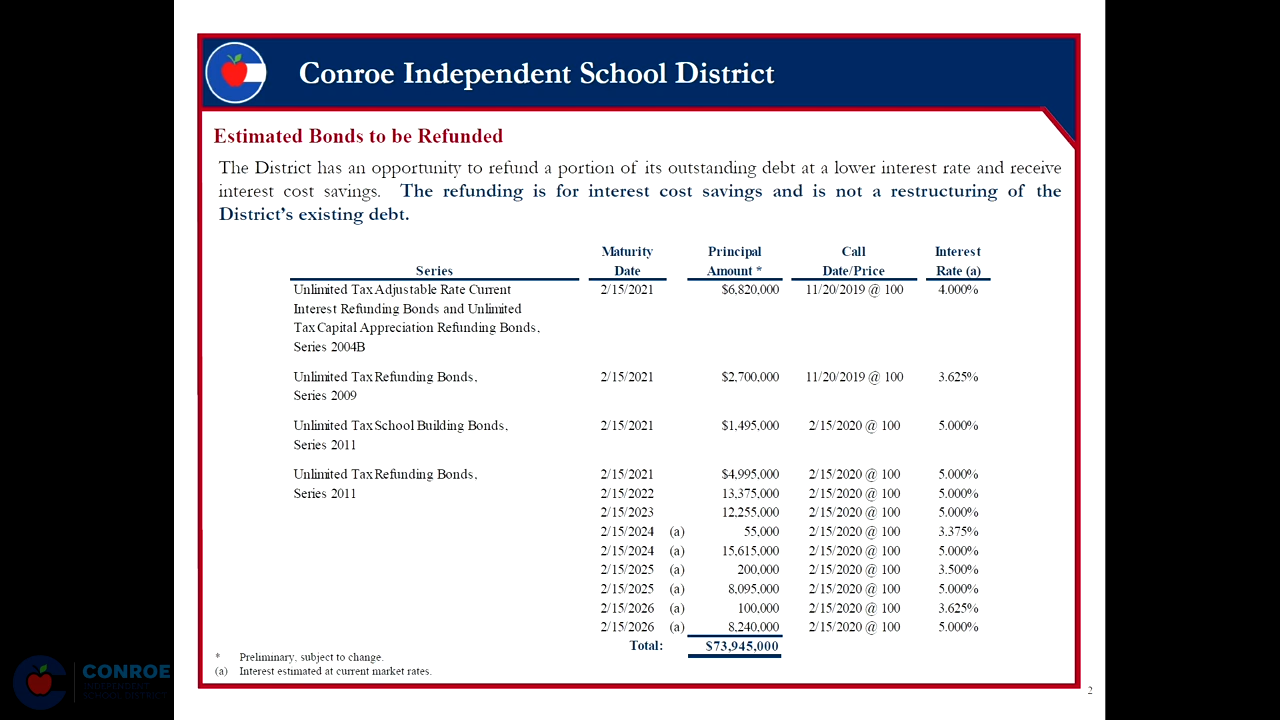 Conroe Independent School District
Estimated Bonds to be Refunded
The District has an opportunity to refund a portion of its outstanding debt at a lower interest rate and receive
interest cost savings. The refunding is for interest cost savings and is not a restructuring of the
District's existing debt.
Maturity Principal Call Interest
Series Date Amount * Date/Price Rate (a)
Unlimited Tax Adjustable Rate Current 2/15/2021 $6,820,000 11/20/2019 @ 100 4.000%
Interest Refunding Bonds and Unlimited
Tax Capital Appreciation Refunding Bonds,
Series 2004B
Unlimited Tax Refunding Bonds, 2/15/2021 $2,700,000 11/20/2019 @ 100 3.625%
Series 2009
Unlimited Tax School Building Bonds, 2/15/2021 $1,495,000 2/15/2020 @ 100 5.000%
Series 2011
Unlimited Tax Refunding Bonds, 2/15/2021 $4,995,000 2/15/2020 @ 100 5.000%
Series 2011 2/15/2022 13,375,000 2/15/2020 @ 100 5.000%
2/15/2023 12,255,000 2/15/2020 @ 100 5.000%
2/15/2024 (a) 55,000 2/15/2020 @ 100 3.375%
2/15/2024 (a) 15,615,000 2/15/2020 @ 100 5.000%
2/15/2025 (a) 200,000 2/15/2020 @ 100 3.500%
2/15/2025 (a) 8,095,000 2/15/2020 @ 100 5.000%
2/15/2026 (a) 100,000 2/15/2020 @ 100 3.625%
2/15/2026 (a) 8,240,000 2/15/2020 @ 100 5.000%
Total: $73,945,000
* Preliminary, subject to change.
(a) Interest estimated at current market rates.
CONROE
INDEPENDENT
SCHOOL DISTRICT
2